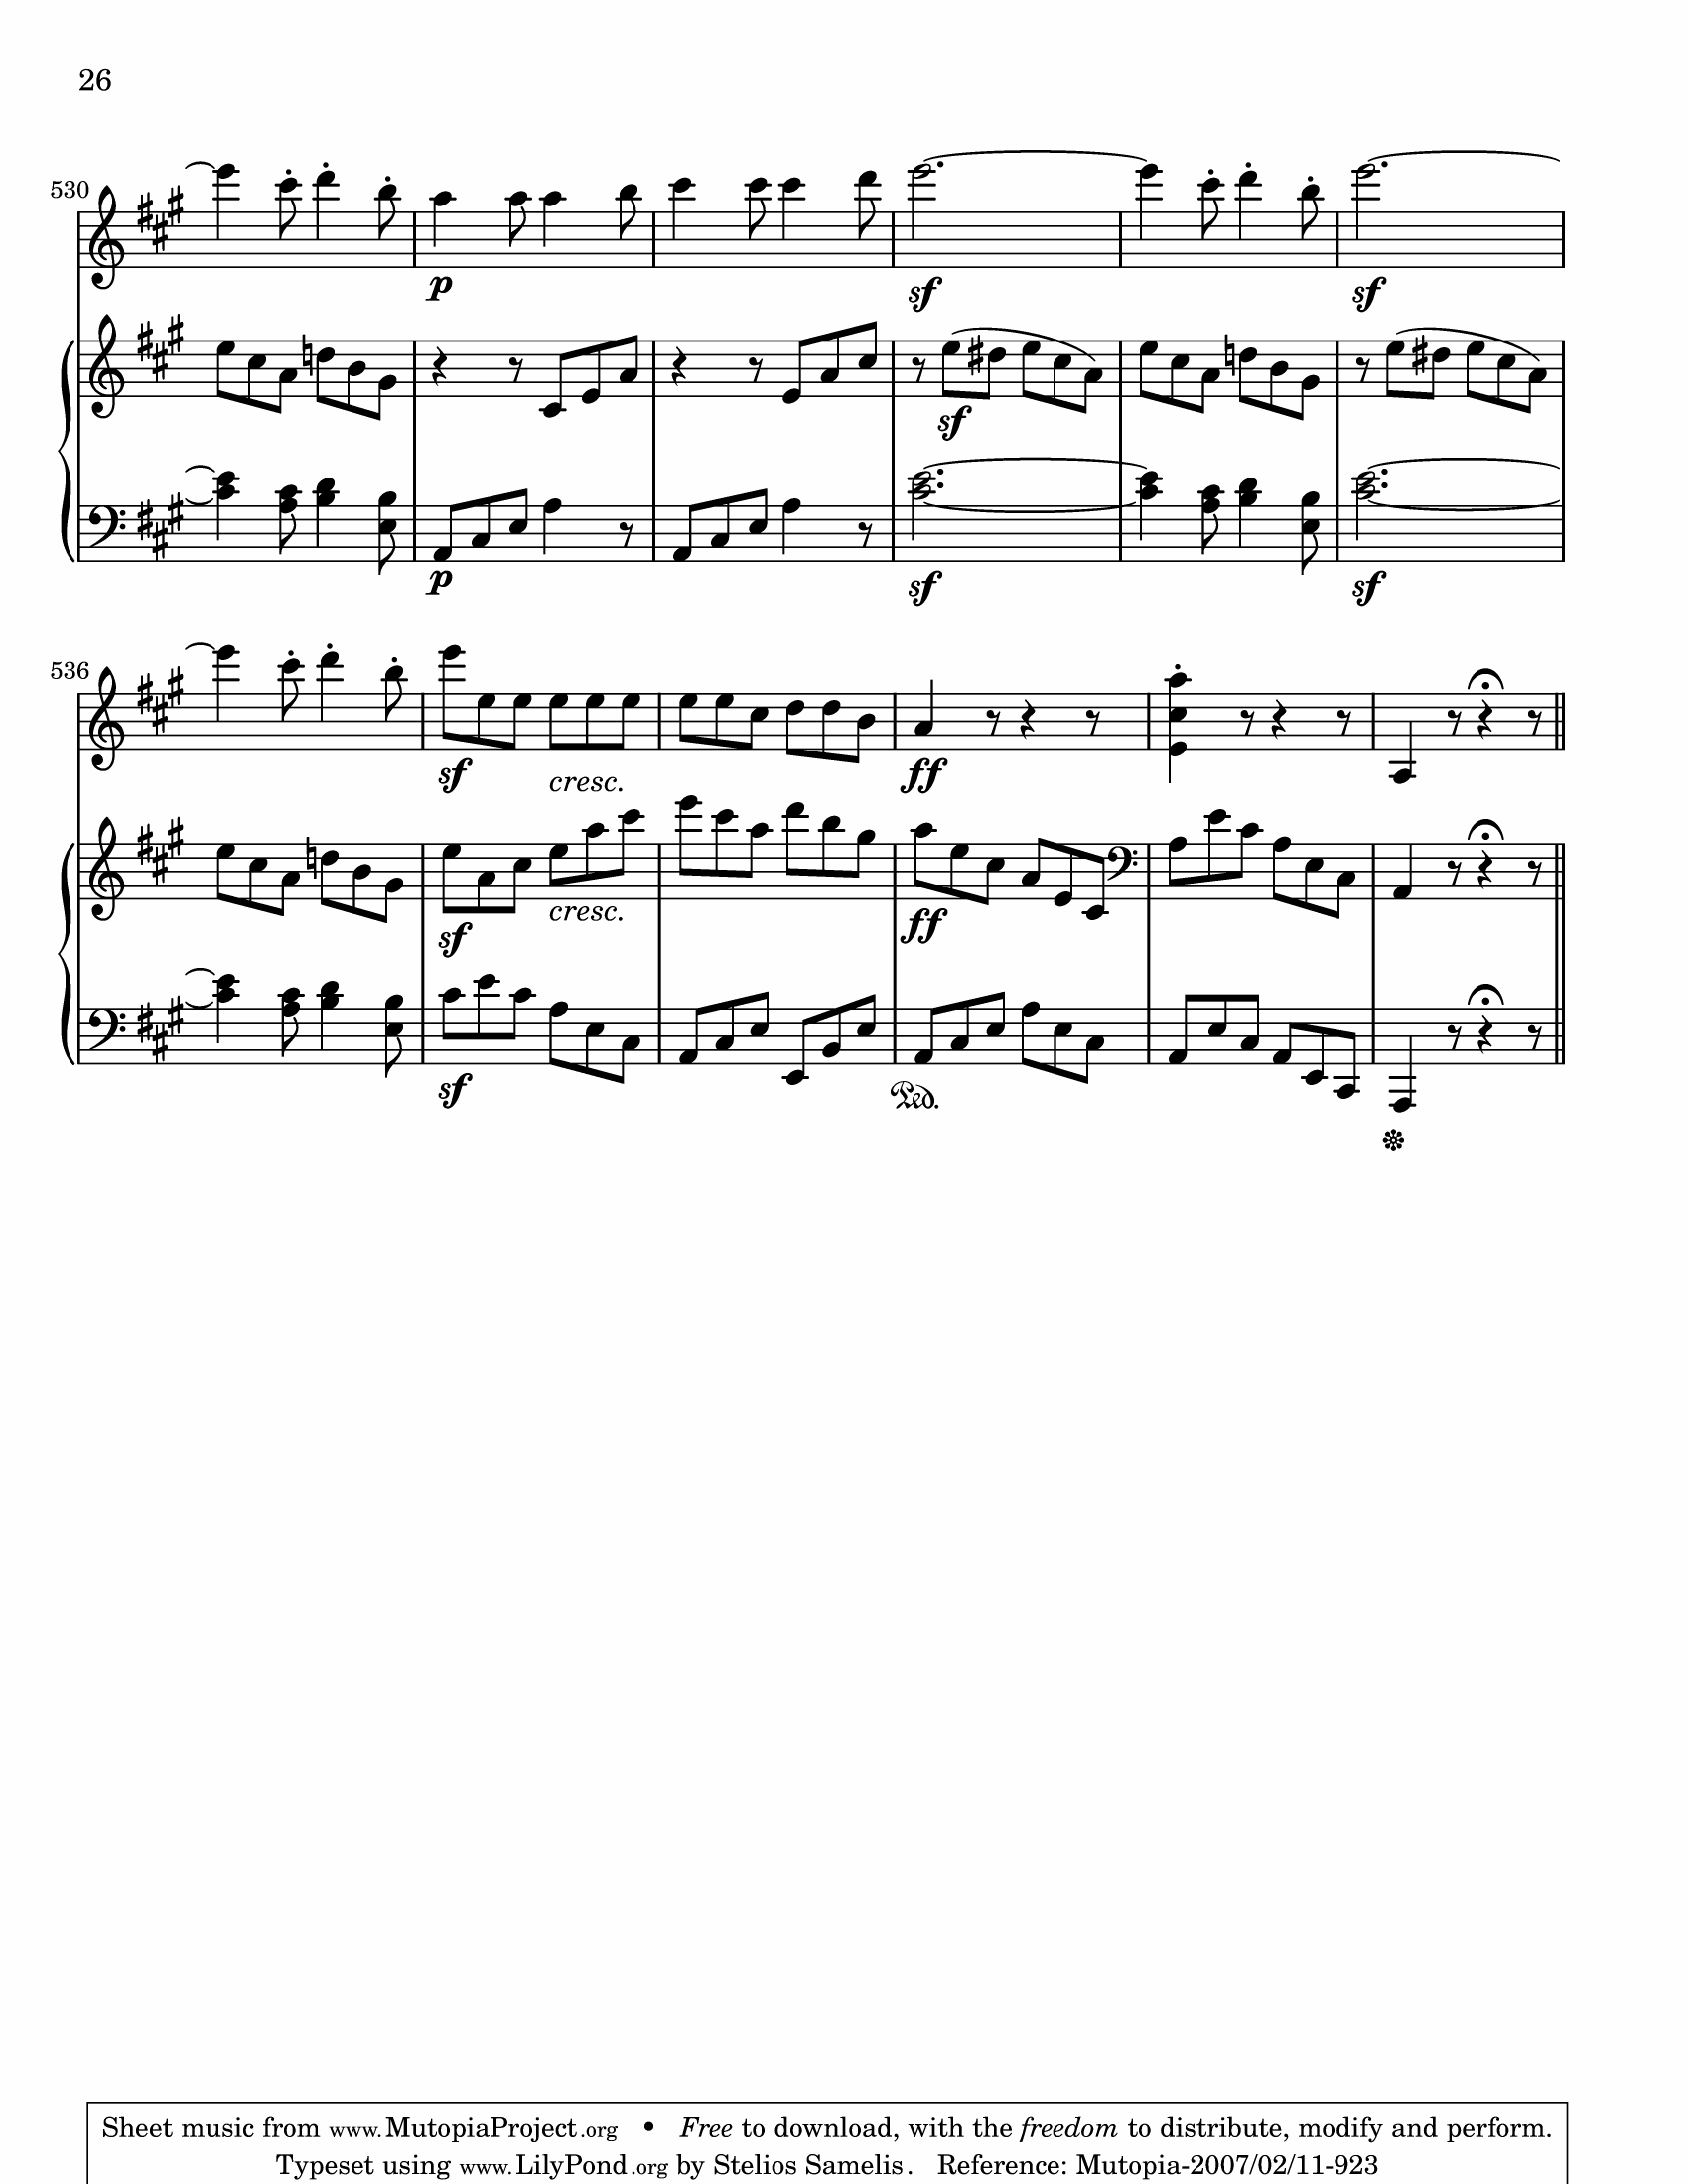 26
530
p
sf
sf
sf
p
sf
sf
536
sf
cresc.
ff
sf
cresc.
ff
sf
Ped.
Sheet music from www.MutopiaProject.org • Free to download, with the freedom to distribute, modify and perform.
Typeset using www.LilyPond.org by Stelios Samelis. Reference: Mutopia-2007/02/11-923